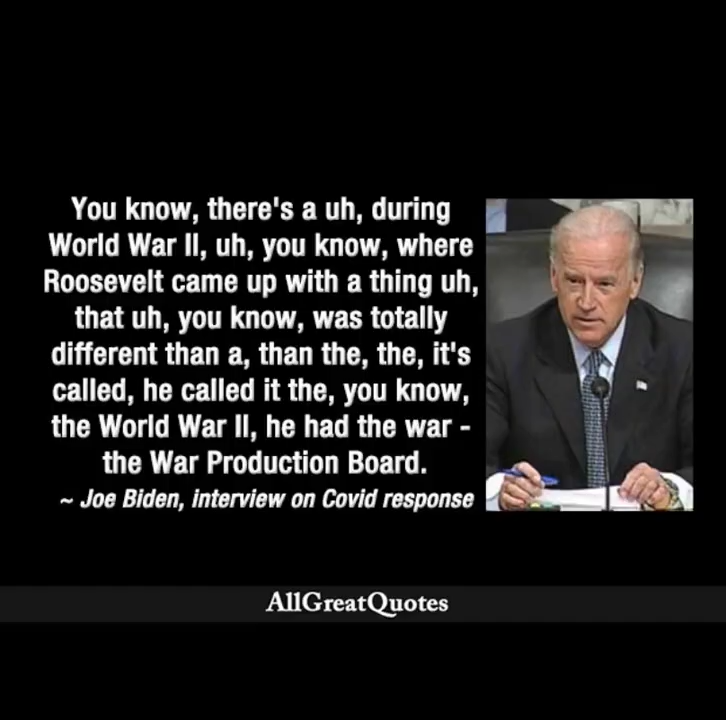 You know, there's a uh, during
World War II, uh, you know, where
Roosevelt came up with a thing uh,
that uh, you know, was totally
different than a, than the, the, it's
called, he called it the, you know,
the World War II, he had the war -
the War Production Board.
~ Joe Biden, interview on Covid response
AllGreatQuotes